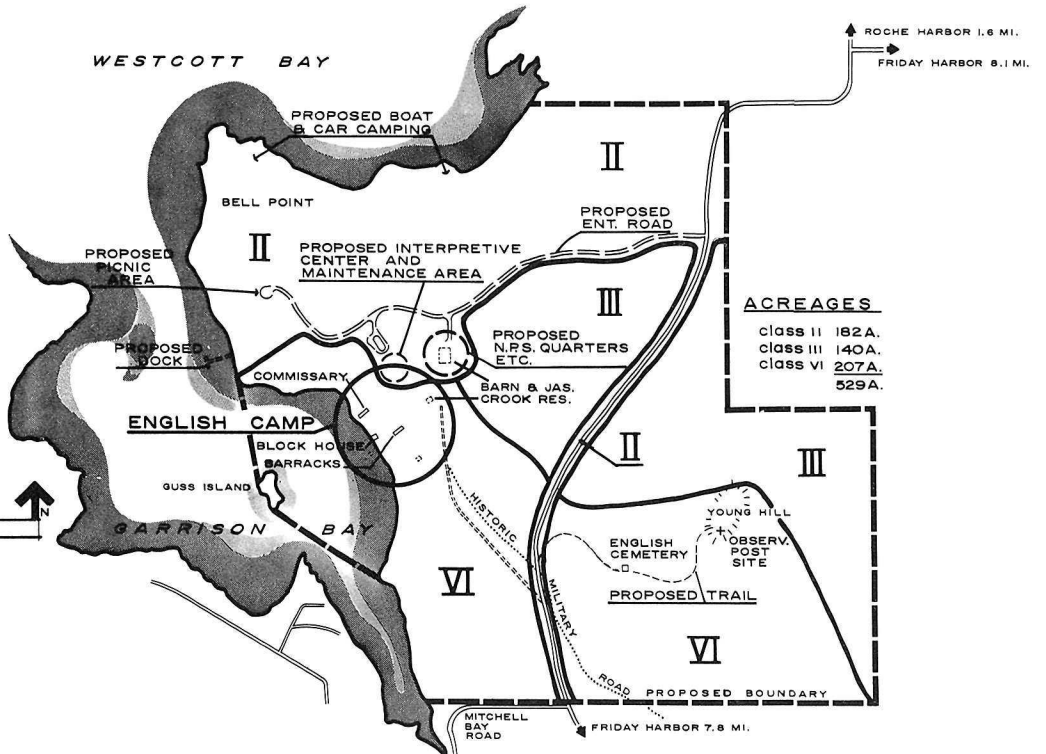 ROCHE HARBOR 1.6 MI.
FRIDAY HARBOR 8.1 MI.
WESTCOTT BAY
PROPOSED BOAT
& CAR CAMPING
II
BELL POINT
PROPOSED
ENT. ROAD
II
PROPOSED INTERPRETIVE
CENTER AND
MAINTENANCE AREA
PROPOSED
PICNIC
AREA
III
ACREAGES
class II 182A.
class III 140A.
class VI 207A.
529A.
PROPOSED
DOCK
PROPOSED
N.P.S. QUARTERS
ETC.
COMMISSARY
BARN & JAS.
CROOK RES.
ENGLISH CAMP
BLOCK HOUSE
BARRACKS
II
III
GUSS ISLAND
N
GARRISON BAY
HISTORIC
MILITARY
ROAD
YOUNG HILL
OBSERV.
POST
SITE
ENGLISH
CEMETERY
PROPOSED TRAIL
VI
VI
PROPOSED BOUNDARY
MITCHELL
BAY
ROAD
FRIDAY HARBOR 7.8 MI.